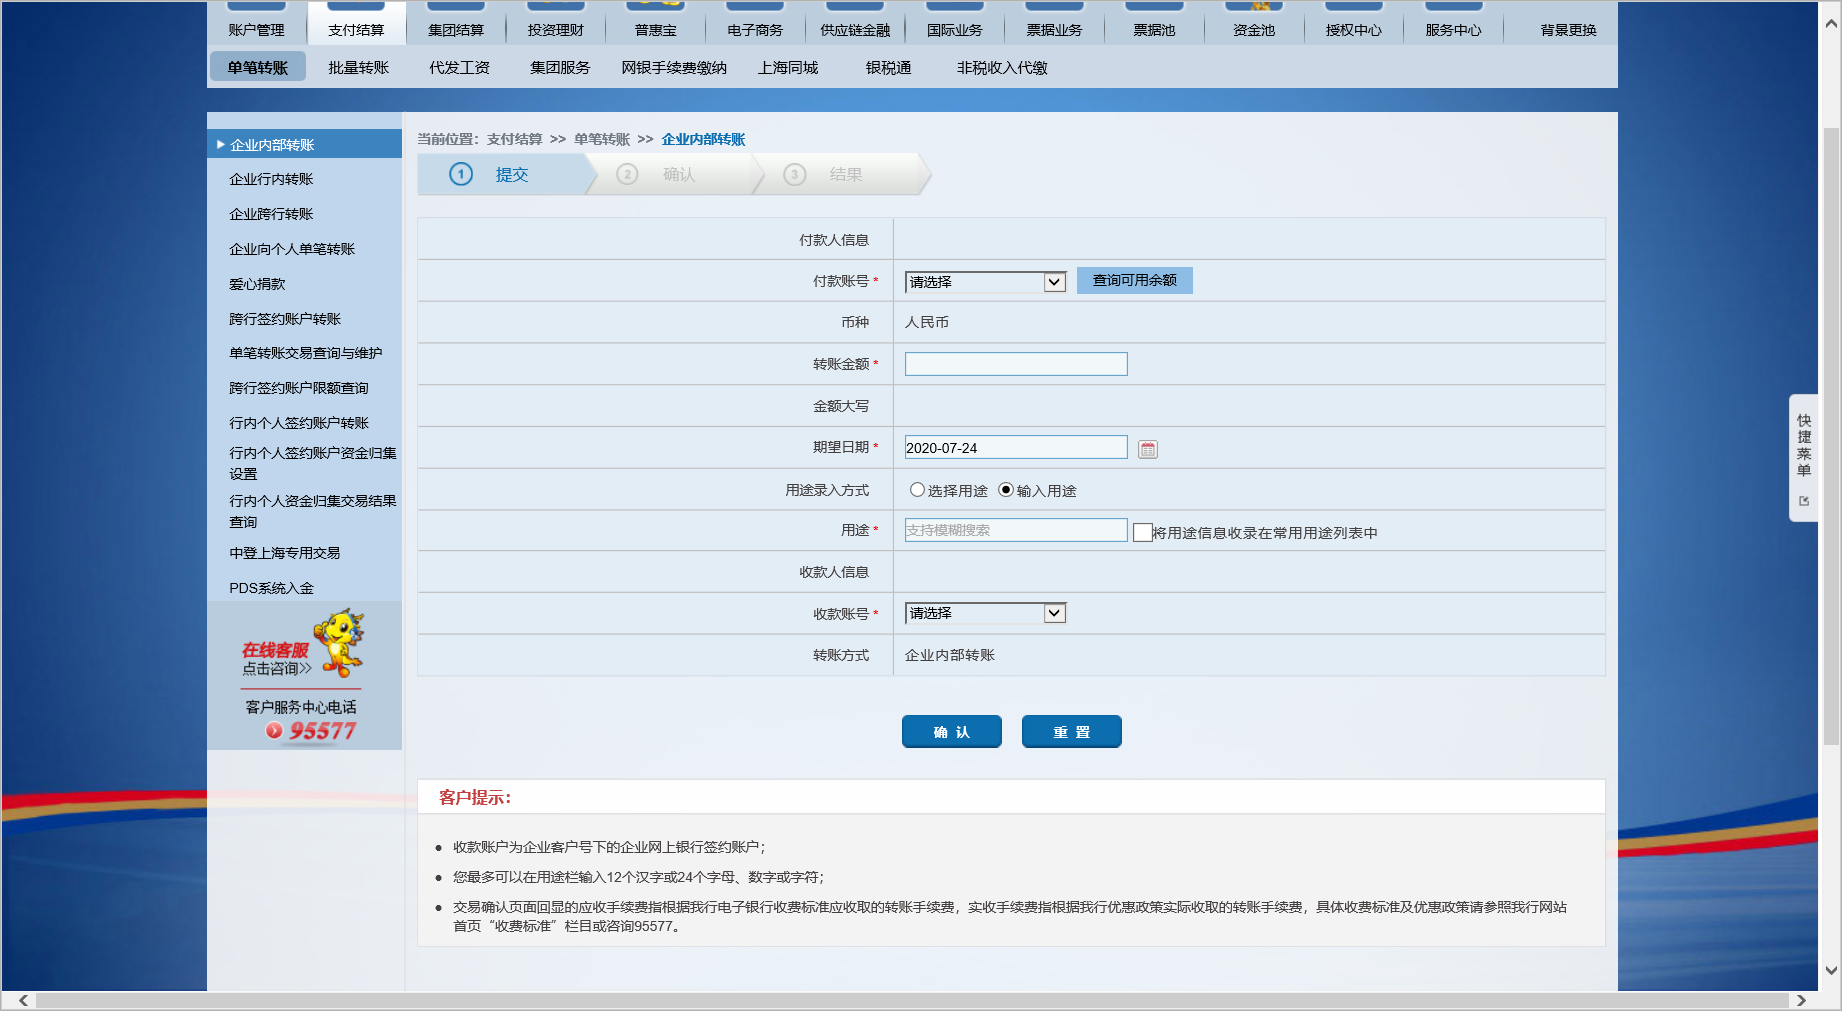 账户管理 支付结算 集团结算 投资理财 普惠宝 电子商务 供应链金融 国际业务 票据业务 票据池 资金池 授权中心 服务中心 背景更换
单笔转账 批量转账 代发工资 集团服务 网银手续费缴纳 上海同城 银税通 非税收入代缴
企业内部转账
企业行内转账
企业跨行转账
企业向个人单笔转账
爱心捐款
跨行签约账户转账
单笔转账交易查询与维护
跨行签约账户限额查询
行内个人签约账户转账
行内个人签约账户资金归集
设置
行内个人资金归集交易结果
查询
中登上海专用交易
PDS系统入金
在线客服
点击咨询>>
客户服务中心电话
95577
当前位置：支付结算 >> 单笔转账 >> 企业内部转账
1 提交 2 确认 3 结果
付款人信息
付款账号* 请选择 查询可用余额
币种 人民币
转账金额*
金额大写
期望日期* 2020-07-24
用途录入方式 选择用途 输入用途
用途* 支持模糊搜索 将用途信息收录在常用用途列表中
收款人信息
收款账号* 请选择
转账方式 企业内部转账
确 认 重 置
客户提示：
● 收款账户为企业客户号下的企业网上银行签约账户；
● 您最多可以在用途栏输入12个汉字或24个字母、数字或字符；
● 交易确认页面回显的应收手续费指根据我行电子银行收费标准应收取的转账手续费，实收手续费指根据我行优惠政策实际收取的转账手续费，具体收费标准及优惠政策请参照我行网站
首页“收费标准”栏目或咨询95577。
快
捷
菜
单